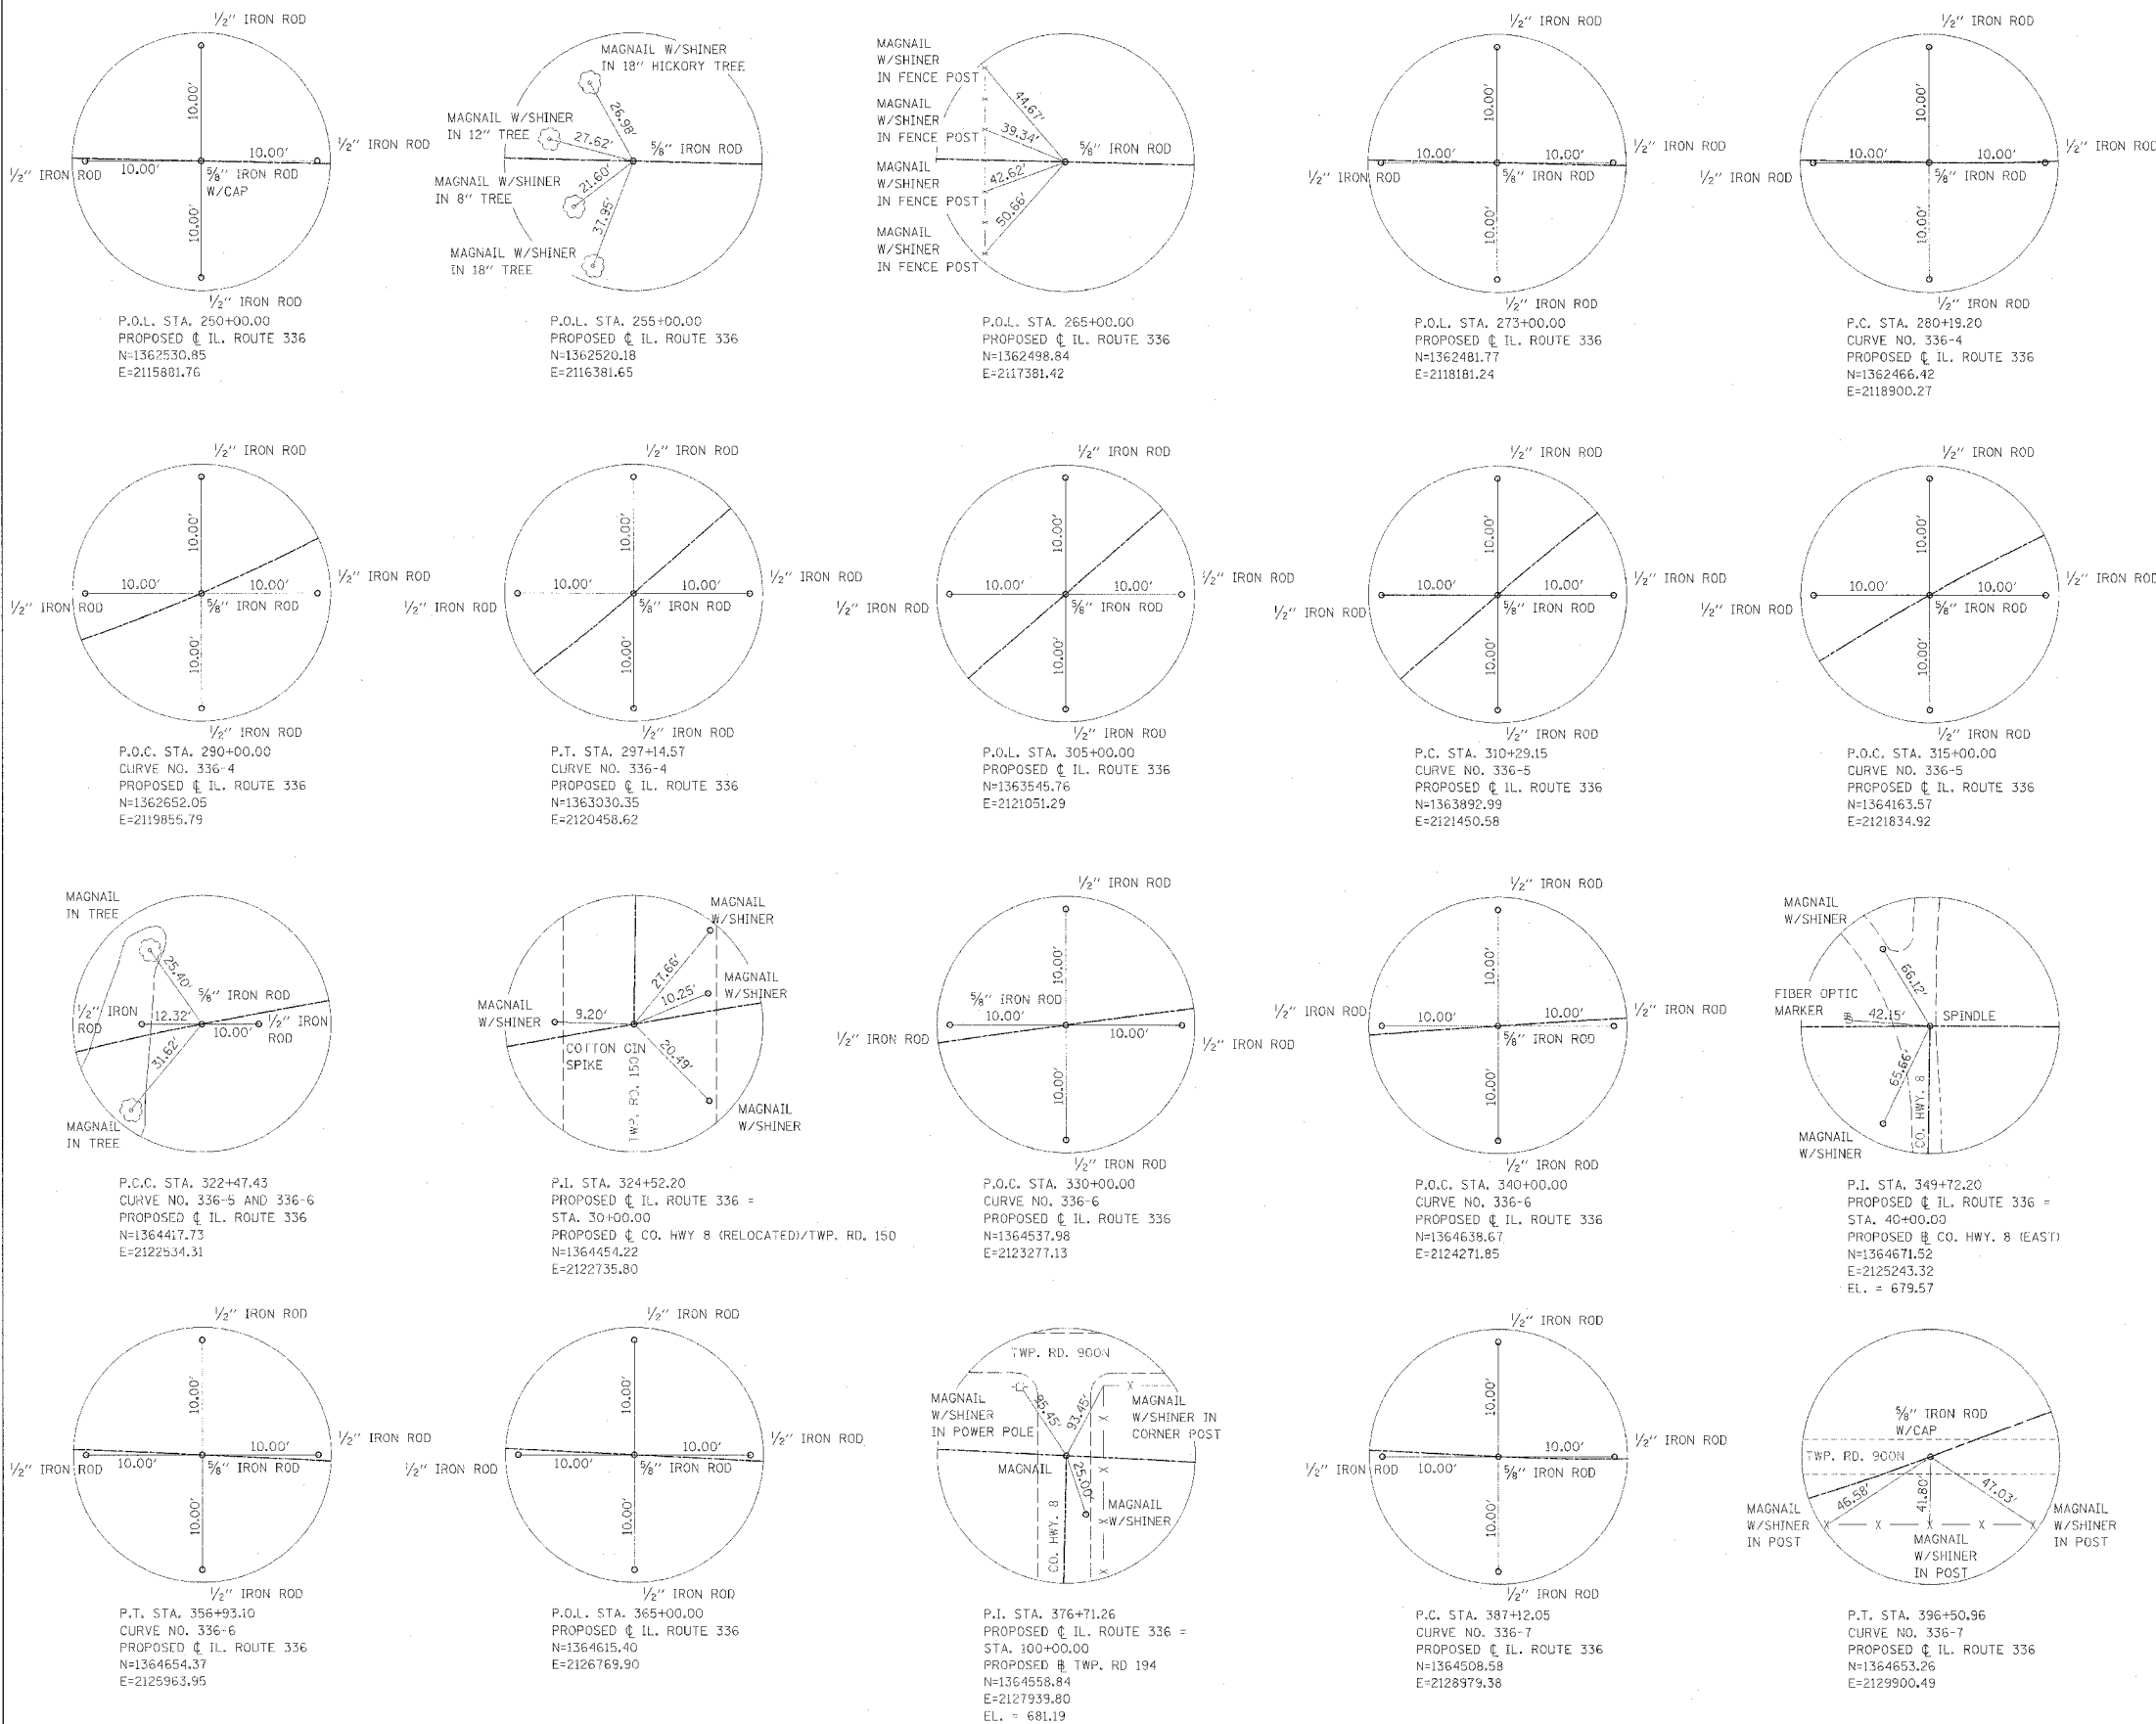 1/2" IRON ROD
10.00'
10.00'
1/2" IRON ROD
1/2" IRON ROD
10.00'
5/8" IRON ROD
W/CAP
10.00'
1/2" IRON ROD
P.O.L. STA. 250+00.00
PROPOSED ℄ IL. ROUTE 336
N=1362530.85
E=2115881.76
MAGNAIL W/SHINER
IN 18" HICKORY TREE
26.98'
MAGNAIL W/SHINER
IN 12" TREE
27.62'
5/8" IRON ROD
MAGNAIL W/SHINER
IN 8" TREE
21.60'
37.95'
MAGNAIL W/SHINER
IN 18" TREE
P.O.L. STA. 255+00.00
PROPOSED ℄ IL. ROUTE 336
N=1362520.18
E=2116381.65
MAGNAIL
W/SHINER
IN FENCE POST
44.67'
MAGNAIL
W/SHINER
IN FENCE POST
39.34'
5/8" IRON ROD
MAGNAIL
W/SHINER
IN FENCE POST
42.62'
50.66'
MAGNAIL
W/SHINER
IN FENCE POST
P.O.L. STA. 265+00.00
PROPOSED ℄ IL. ROUTE 336
N=1362498.84
E=2117381.42
1/2" IRON ROD
10.00'
10.00'
10.00'
1/2" IRON ROD
1/2" IRON ROD
5/8" IRON ROD
10.00'
1/2" IRON ROD
P.O.L. STA. 273+00.00
PROPOSED ℄ IL. ROUTE 336
N=1362481.77
E=2118181.24
1/2" IRON ROD
10.00'
10.00'
10.00'
1/2" IRON ROD
1/2" IRON ROD
5/8" IRON ROD
10.00'
1/2" IRON ROD
P.C. STA. 280+19.20
CURVE NO. 336-4
PROPOSED ℄ IL. ROUTE 336
N=1362466.42
E=2118900.27
1/2" IRON ROD
10.00'
10.00'
10.00'
1/2" IRON ROD
1/2" IRON ROD
5/8" IRON ROD
10.00'
1/2" IRON ROD
P.O.C. STA. 290+00.00
CURVE NO. 336-4
PROPOSED ℄ IL. ROUTE 336
N=1362652.05
E=2119855.79
1/2" IRON ROD
10.00'
10.00'
10.00'
1/2" IRON ROD
1/2" IRON ROD
5/8" IRON ROD
10.00'
1/2" IRON ROD
P.T. STA. 297+14.57
CURVE NO. 336-4
PROPOSED ℄ IL. ROUTE 336
N=1363030.35
E=2120458.62
1/2" IRON ROD
10.00'
10.00'
10.00'
1/2" IRON ROD
1/2" IRON ROD
5/8" IRON ROD
10.00'
1/2" IRON ROD
P.O.L. STA. 305+00.00
PROPOSED ℄ IL. ROUTE 336
N=1363545.76
E=2121051.29
1/2" IRON ROD
10.00'
10.00'
10.00'
1/2" IRON ROD
1/2" IRON ROD
5/8" IRON ROD
10.00'
1/2" IRON ROD
P.C. STA. 310+29.15
CURVE NO. 336-5
PROPOSED ℄ IL. ROUTE 336
N=1363892.99
E=2121450.58
1/2" IRON ROD
10.00'
10.00'
10.00'
1/2" IRON ROD
1/2" IRON ROD
5/8" IRON ROD
10.00'
1/2" IRON ROD
P.O.C. STA. 315+00.00
CURVE NO. 336-5
PROPOSED ℄ IL. ROUTE 336
N=1364163.57
E=2121834.92
MAGNAIL
IN TREE
25.40'
5/8" IRON ROD
1/2" IRON
ROD
12.32'
10.00'
1/2" IRON
ROD
31.62'
MAGNAIL
IN TREE
P.C.C. STA. 322+47.43
CURVE NO. 336-5 AND 336-6
PROPOSED ℄ IL. ROUTE 336
N=1364417.73
E=2122534.31
MAGNAIL
W/SHINER
27.66'
MAGNAIL
W/SHINER
10.25'
MAGNAIL
W/SHINER
9.20'
COTTON GIN
SPIKE
20.49'
TWP. RD. 150
MAGNAIL
W/SHINER
P.I. STA. 324+52.20
PROPOSED ℄ IL. ROUTE 336 =
STA. 30+00.00
PROPOSED ℄ CO. HWY 8 (RELOCATED)/TWP. RD. 150
N=1364454.22
E=2122735.80
1/2" IRON ROD
10.00'
5/8" IRON ROD
10.00'
10.00'
1/2" IRON ROD
1/2" IRON ROD
10.00'
1/2" IRON ROD
P.O.C. STA. 330+00.00
CURVE NO. 336-6
PROPOSED ℄ IL. ROUTE 336
N=1364537.98
E=2123277.13
1/2" IRON ROD
10.00'
1/2" IRON ROD
10.00'
10.00'
1/2" IRON ROD
5/8" IRON ROD
10.00'
1/2" IRON ROD
P.O.C. STA. 340+00.00
CURVE NO. 336-6
PROPOSED ℄ IL. ROUTE 336
N=1364638.67
E=2124271.85
MAGNAIL
W/SHINER
66.12'
FIBER OPTIC
MARKER
42.15'
SPINDLE
65.66'
CO. HWY. 8
MAGNAIL
W/SHINER
P.I. STA. 349+72.20
PROPOSED ℄ IL. ROUTE 336 =
STA. 40+00.00
PROPOSED ⅊ CO. HWY. 8 (EAST)
N=1364671.52
E=2125243.32
EL. = 679.57
1/2" IRON ROD
10.00'
10.00'
1/2" IRON ROD
1/2" IRON ROD
10.00'
5/8" IRON ROD
10.00'
1/2" IRON ROD
P.T. STA. 356+93.10
CURVE NO. 336-6
PROPOSED ℄ IL. ROUTE 336
N=1364654.37
E=2125963.95
1/2" IRON ROD
10.00'
10.00'
1/2" IRON ROD
1/2" IRON ROD
10.00'
5/8" IRON ROD
10.00'
1/2" IRON ROD
P.O.L. STA. 365+00.00
PROPOSED ℄ IL. ROUTE 336
N=1364615.40
E=2126769.90
TWP. RD. 900N
MAGNAIL
W/SHINER
IN POWER POLE
95.45'
93.45'
MAGNAIL
W/SHINER IN
CORNER POST
MAGNAIL
25.00'
CO. HWY. 8
MAGNAIL
W/SHINER
P.I. STA. 376+71.26
PROPOSED ℄ IL. ROUTE 336 =
STA. 100+00.00
PROPOSED ⅊ TWP. RD 194
N=1364558.84
E=2127939.80
EL. = 681.19
1/2" IRON ROD
10.00'
10.00'
1/2" IRON ROD
1/2" IRON ROD
10.00'
5/8" IRON ROD
10.00'
1/2" IRON ROD
P.C. STA. 387+12.05
CURVE NO. 336-7
PROPOSED ℄ IL. ROUTE 336
N=1364508.58
E=2128979.38
5/8" IRON ROD
W/CAP
TWP. RD. 900N
46.58'
41.80'
47.03'
MAGNAIL
W/SHINER
IN POST
MAGNAIL
W/SHINER
IN POST
MAGNAIL
W/SHINER
IN POST
P.T. STA. 396+50.96
CURVE NO. 336-7
PROPOSED ℄ IL. ROUTE 336
N=1364653.26
E=2129900.49